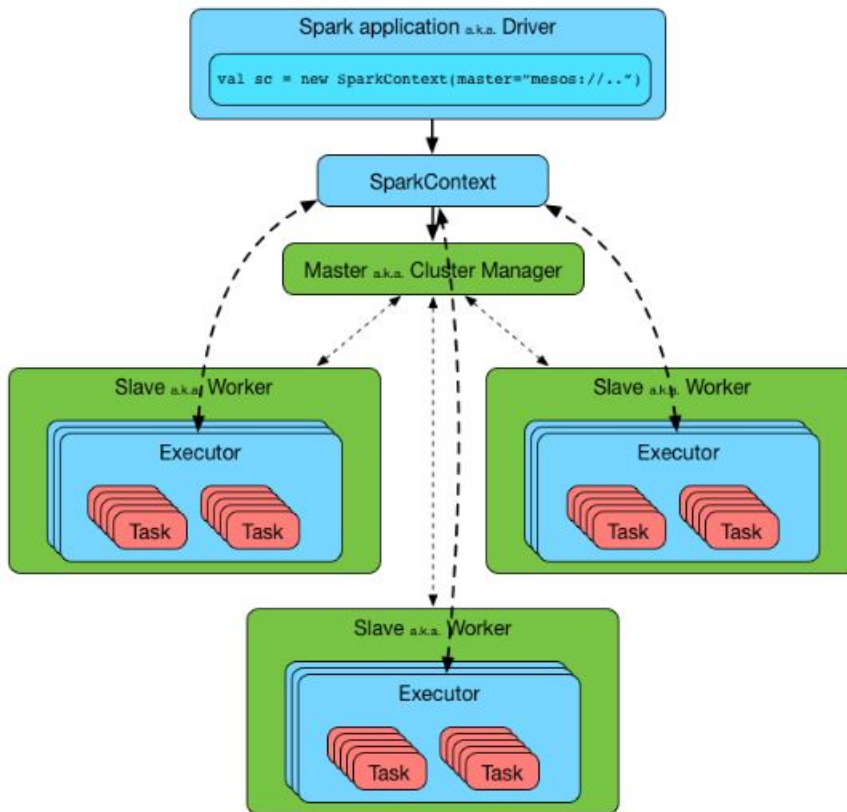 Spark application a.k.a. Driver
val sc = new SparkContext(master="mesos://..")
SparkContext
Master a.k.a. Cluster Manager
Slave a.k.a. Worker
Executor
Task
Task
Slave a.k.a. Worker
Executor
Task
Task
Slave a.k.a. Worker
Executor
Task
Task